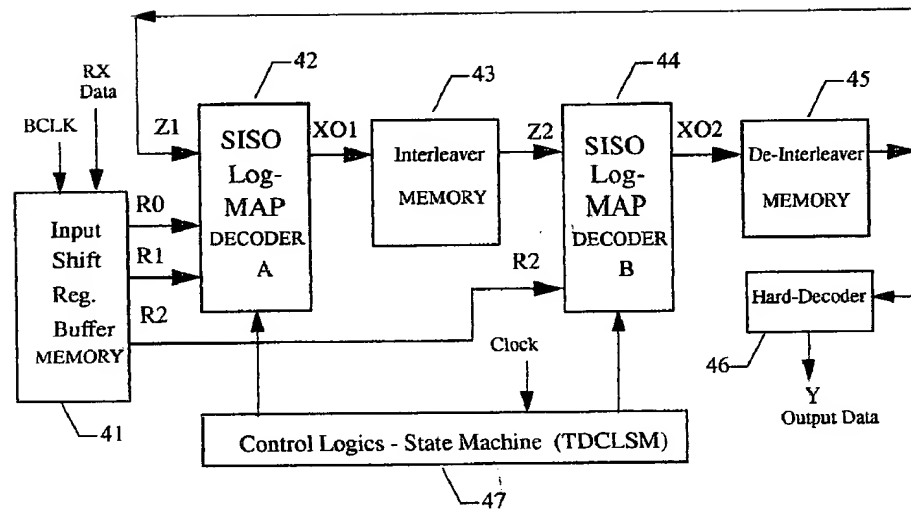 42
43
44
45
RX
Data
BCLK
Z1
SISO
Log-
MAP
DECODER
A
XO1
Interleaver
MEMORY
Z2
SISO
Log-
MAP
DECODER
B
XO2
De-Interleaver
MEMORY
Input
Shift
Reg.
Buffer
MEMORY
R0
R1
R2
R2
41
Clock
Hard-Decoder
46
Y
Output Data
Control Logics - State Machine (TDCLSM)
47